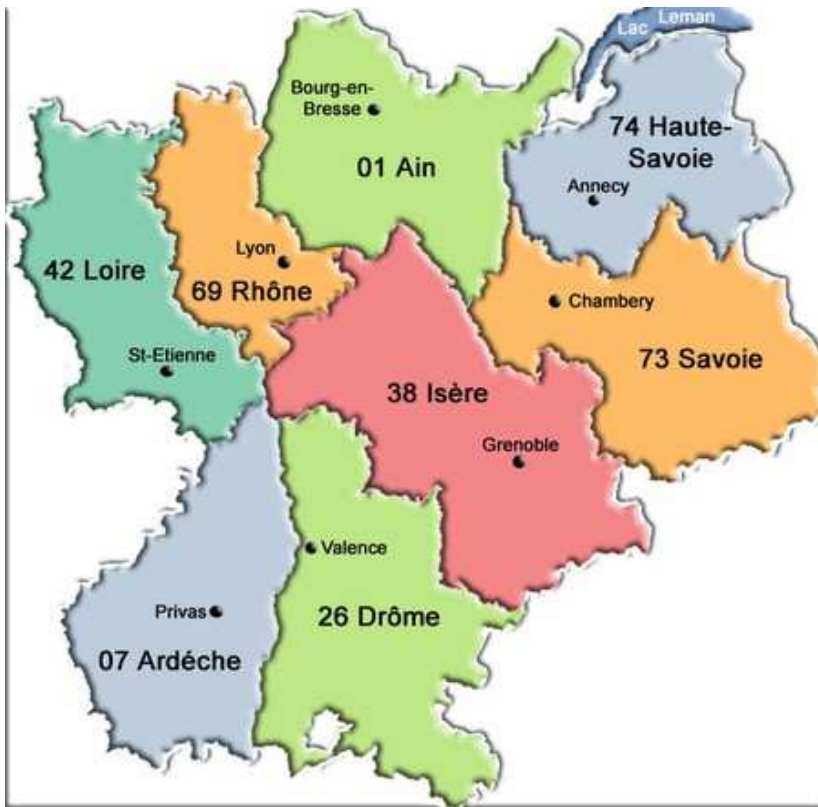 Lac Leman
Bourg-en-
Bresse
74 Haute-
Savoie
01 Ain
Annecy
Lyon
42 Loire
69 Rhône
Chambery
St-Etienne
73 Savoie
38 Isère
Grenoble
Valence
Privas
26 Drôme
07 Ardéche